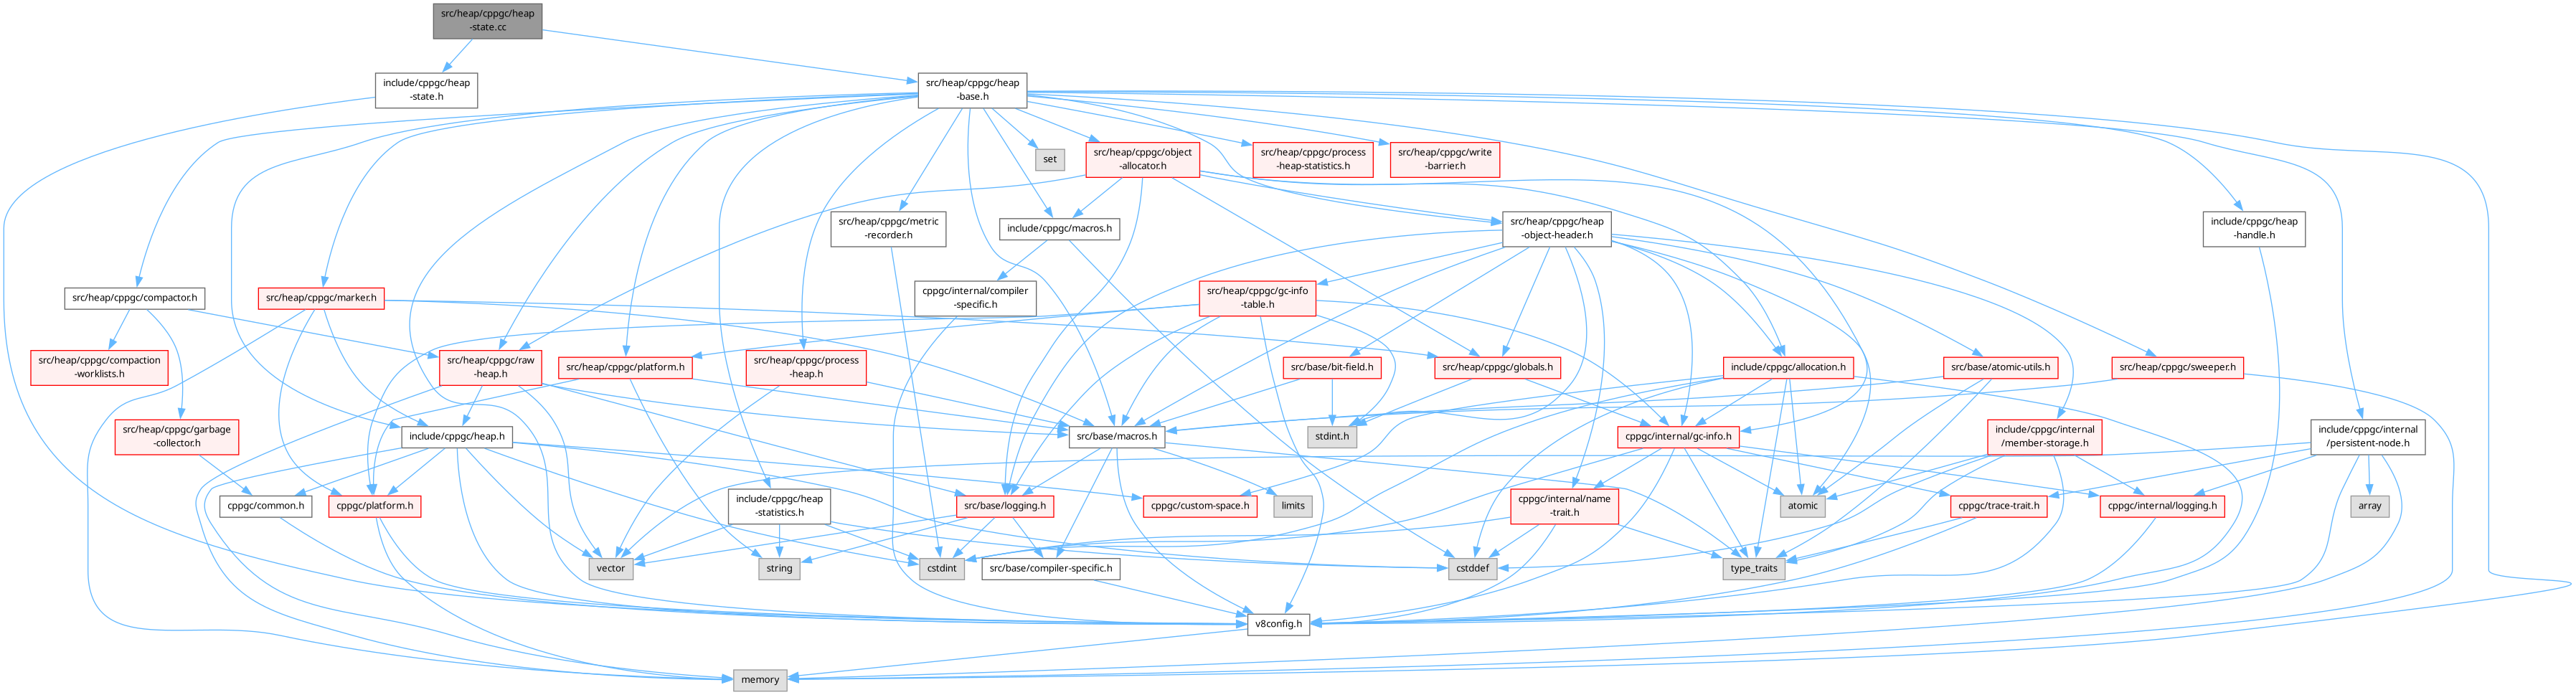 src/heap/cppgc/heap
-state.cc
include/cppgc/heap
-state.h
src/heap/cppgc/heap
-base.h
set
src/heap/cppgc/object
-allocator.h
src/heap/cppgc/process
-heap-statistics.h
src/heap/cppgc/write
-barrier.h
src/heap/cppgc/metric
-recorder.h
include/cppgc/macros.h
src/heap/cppgc/heap
-object-header.h
include/cppgc/heap
-handle.h
src/heap/cppgc/compactor.h
src/heap/cppgc/marker.h
cppgc/internal/compiler
-specific.h
src/heap/cppgc/gc-info
-table.h
src/heap/cppgc/compaction
-worklists.h
src/heap/cppgc/raw
-heap.h
src/heap/cppgc/platform.h
src/heap/cppgc/process
-heap.h
src/base/bit-field.h
src/heap/cppgc/globals.h
include/cppgc/allocation.h
src/base/atomic-utils.h
src/heap/cppgc/sweeper.h
src/heap/cppgc/garbage
-collector.h
include/cppgc/heap.h
src/base/macros.h
stdint.h
cppgc/internal/gc-info.h
include/cppgc/internal
/member-storage.h
include/cppgc/internal
/persistent-node.h
cppgc/common.h
cppgc/platform.h
include/cppgc/heap
-statistics.h
src/base/logging.h
cppgc/custom-space.h
limits
cppgc/internal/name
-trait.h
atomic
cppgc/trace-trait.h
cppgc/internal/logging.h
array
vector
string
cstdint
src/base/compiler-specific.h
cstddef
type_traits
v8config.h
memory